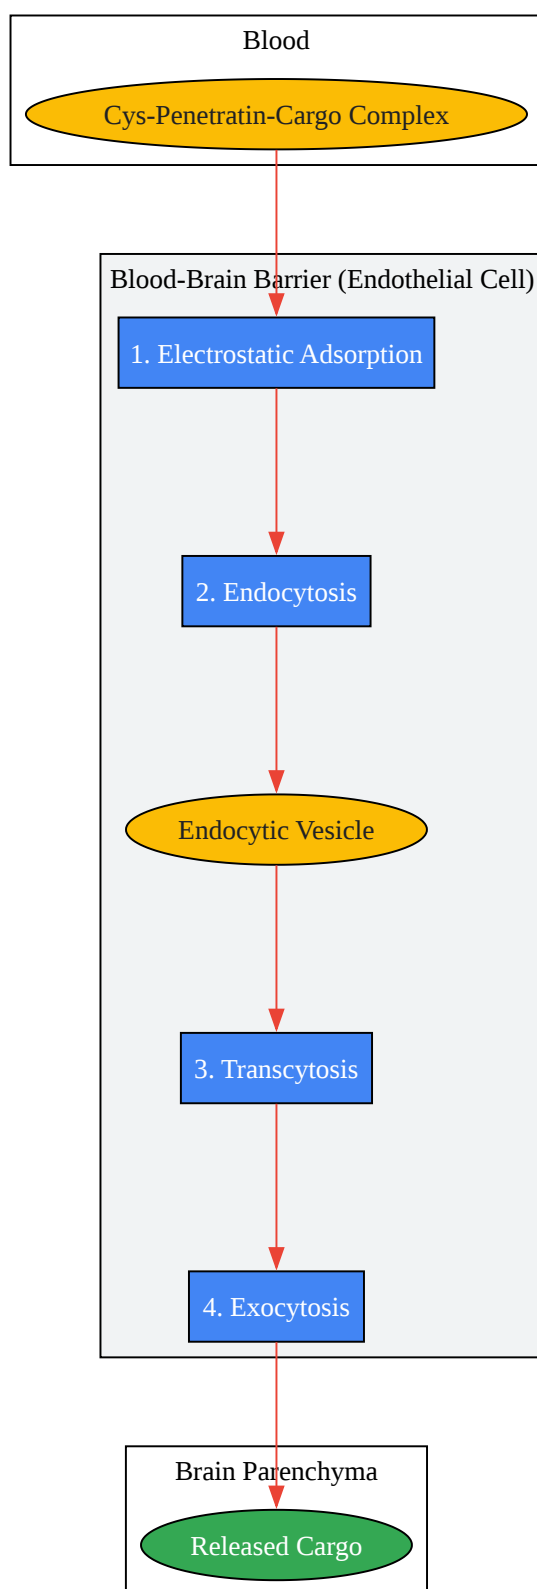 Blood
Cys-Penetratin-Cargo Complex
Blood-Brain Barrier (Endothelial Cell)
1. Electrostatic Adsorption
2. Endocytosis
Endocytic Vesicle
3. Transcytosis
4. Exocytosis
Brain Parenchyma
Released Cargo